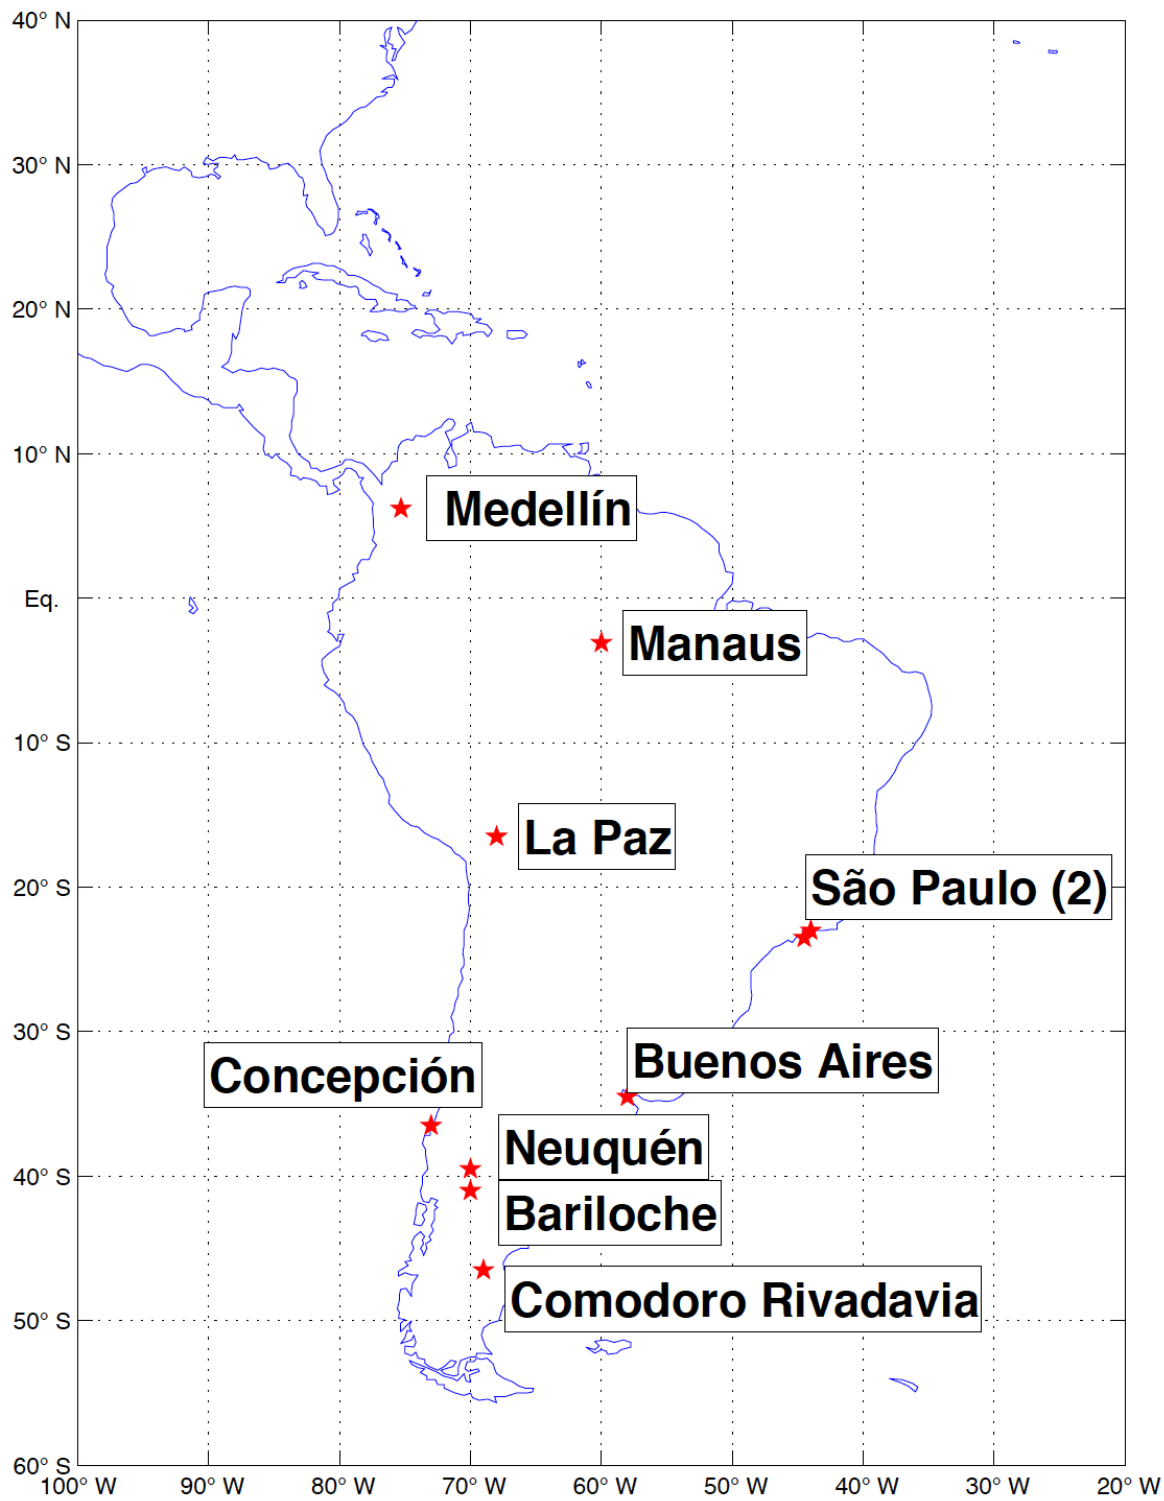 40° N
30° N
20° N
10° N
Medellín
Eq.
Manaus
10° S
La Paz
São Paulo (2)
20° S
30° S
Buenos Aires
Concepción
Neuquén
40° S
Bariloche
Comodoro Rivadavia
50° S
60° S
100° W 90° W 80° W 70° W 60° W 50° W 40° W 30° W 20° W